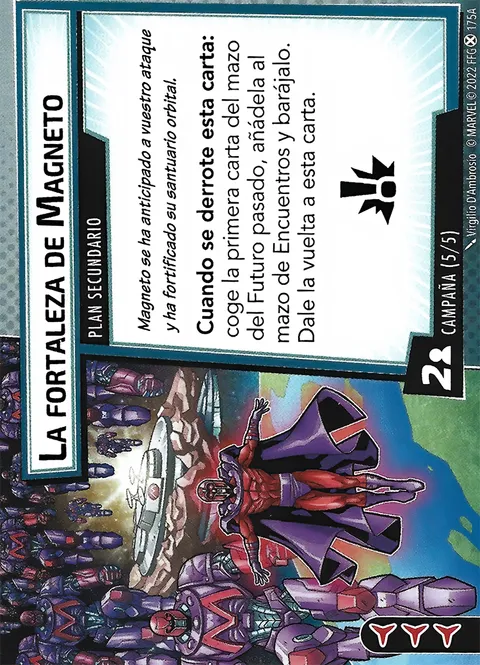 LA FORTALEZA DE MAGNETO
PLAN SECUNDARIO
Magneto se ha anticipado a vuestro ataque
y ha fortificado su santuario orbital.
Cuando se derrote esta carta:
coge la primera carta del mazo
del Futuro pasado, añádela al
mazo de Encuentros y barájalo.
Dale la vuelta a esta carta.
2
CAMPAÑA (5/5)
Virgilio D'Ambrosio © MARVEL © 2022 FFG 175A